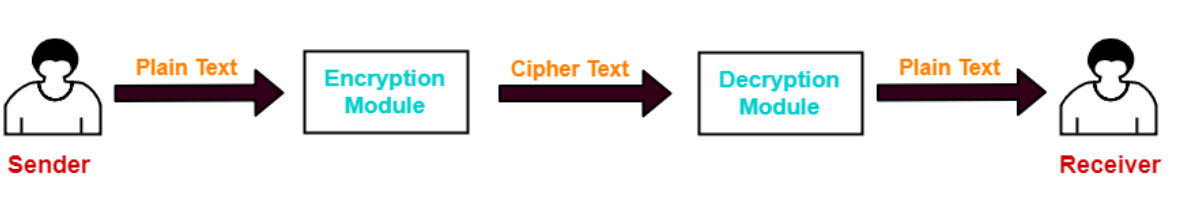 Plain Text
Encryption
Module
Cipher Text
Decryption
Module
Plain Text
Sender
Receiver